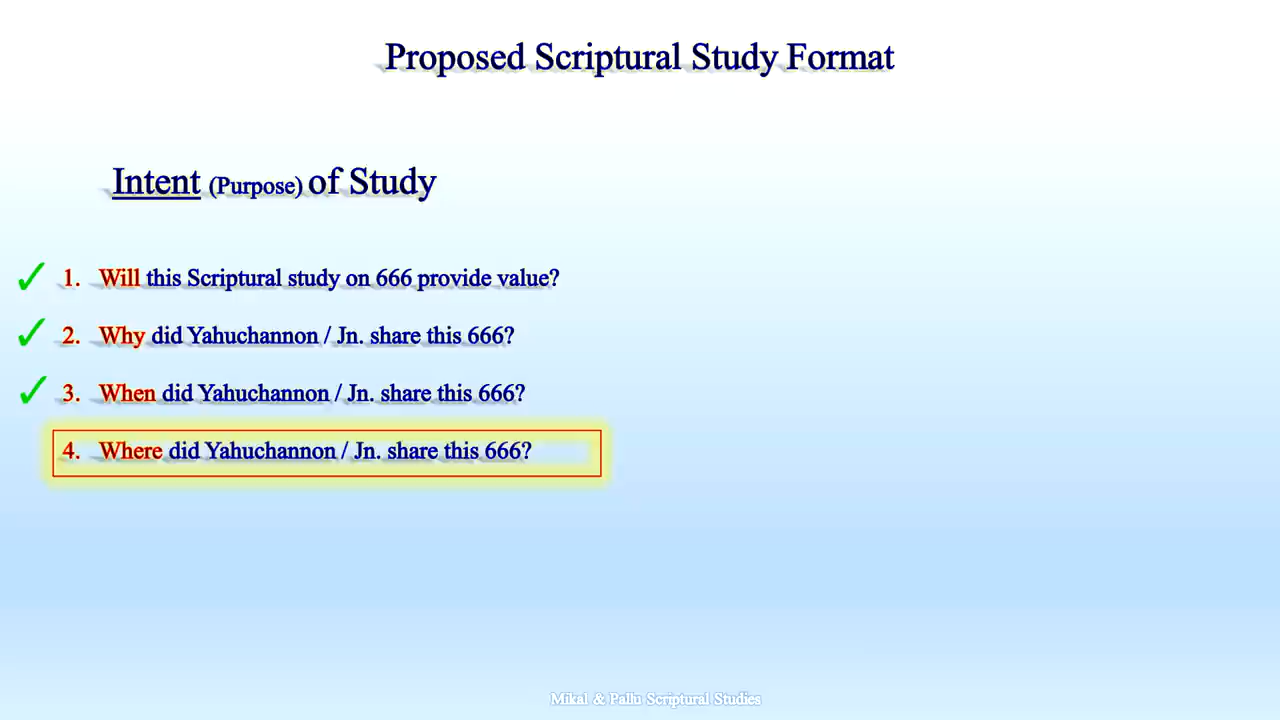 Proposed Scriptural Study Format
Intent (Purpose) of Study
✓ 1. Will this Scriptural study on 666 provide value?
✓ 2. Why did Yahuchannon / Jn. share this 666?
✓ 3. When did Yahuchannon / Jn. share this 666?
4. Where did Yahuchannon / Jn. share this 666?
Mikal & Pallu Scriptural Studies